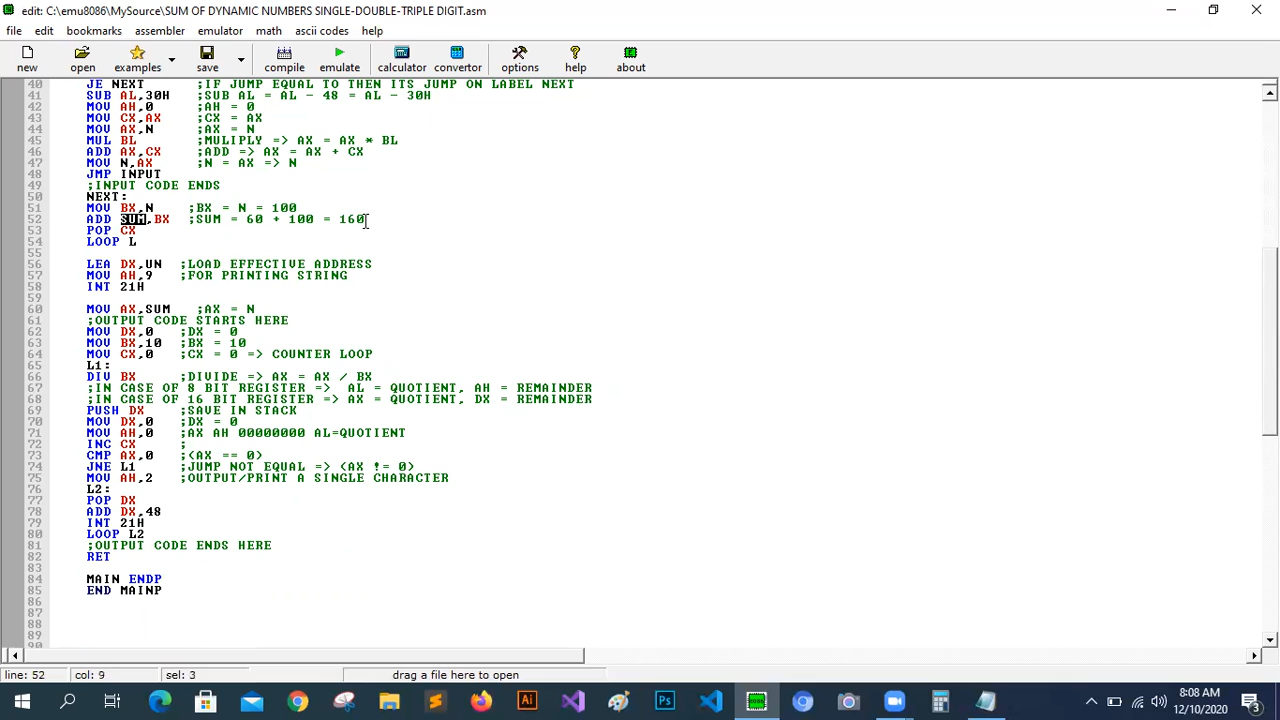 edit: C:\emu8086\MySource\SUM OF DYNAMIC NUMBERS SINGLE-DOUBLE-TRIPLE DIGIT.asm
file edit bookmarks assembler emulator math ascii codes help
new open examples save compile emulate calculator convertor options help about
40 JE NEXT ;IF JUMP EQUAL TO THEN ITS JUMP ON LABEL NEXT
41 SUB AL,30H ;SUB AL = AL - 48 = AL - 30H
42 MOV AH,0 ;AH = 0
43 MOV CX,AX ;CX = AX
44 MOV AX,N ;AX = N
45 MUL BL ;MULIPLY => AX = AX * BL
46 ADD AX,CX ;ADD => AX = AX + CX
47 MOV N,AX ;N = AX => N
48 JMP INPUT
49 ;INPUT CODE ENDS
50 NEXT:
51 MOV BX,N ;BX = N = 100
52 ADD SUM,BX ;SUM = 60 + 100 = 160
53 POP CX
54 LOOP L
55
56 LEA DX,UN ;LOAD EFFECTIVE ADDRESS
57 MOV AH,9 ;FOR PRINTING STRING
58 INT 21H
59
60 MOV AX,SUM ;AX = N
61 ;OUTPUT CODE STARTS HERE
62 MOV DX,0 ;DX = 0
63 MOV BX,10 ;BX = 10
64 MOV CX,0 ;CX = 0 => COUNTER LOOP
65 L1:
66 DIV BX ;DIVIDE => AX = AX / BX
67 ;IN CASE OF 8 BIT REGISTER => AL = QUOTIENT, AH = REMAINDER
68 ;IN CASE OF 16 BIT REGISTER => AX = QUOTIENT, DX = REMAINDER
69 PUSH DX ;SAVE IN STACK
70 MOV DX,0 ;DX = 0
71 MOV AH,0 ;AX AH 00000000 AL=QUOTIENT
72 INC CX ;
73 CMP AX,0 ;(AX == 0)
74 JNE L1 ;JUMP NOT EQUAL => (AX != 0)
75 MOV AH,2 ;OUTPUT/PRINT A SINGLE CHARACTER
76 L2:
77 POP DX
78 ADD DX,48
79 INT 21H
80 LOOP L2
81 ;OUTPUT CODE ENDS HERE
82 RET
83
84 MAIN ENDP
85 END MAINP
86
87
88
89
90
line: 52 col: 9 sel: 3 drag a file here to open
Ai Ps 8:08 AM
12/10/2020 3